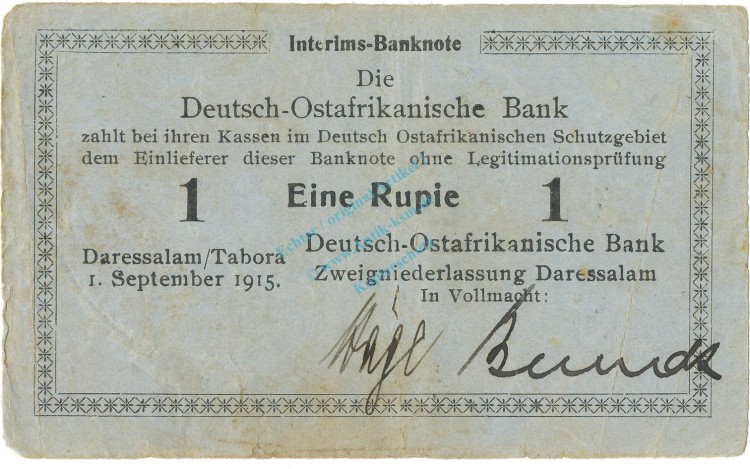 Interims-Banknote
Die
Deutsch-Ostafrikanische Bank
zahlt bei ihren Kassen im Deutsch Ostafrikanischen Schutzgebiet
dem Einlieferer dieser Banknote ohne Legitimationsprüfung
1 Eine Rupie 1
Daressalam/Tabora
1. September 1915.
Deutsch-Ostafrikanische Bank
Zweigniederlassung Daressalam
In Vollmacht: